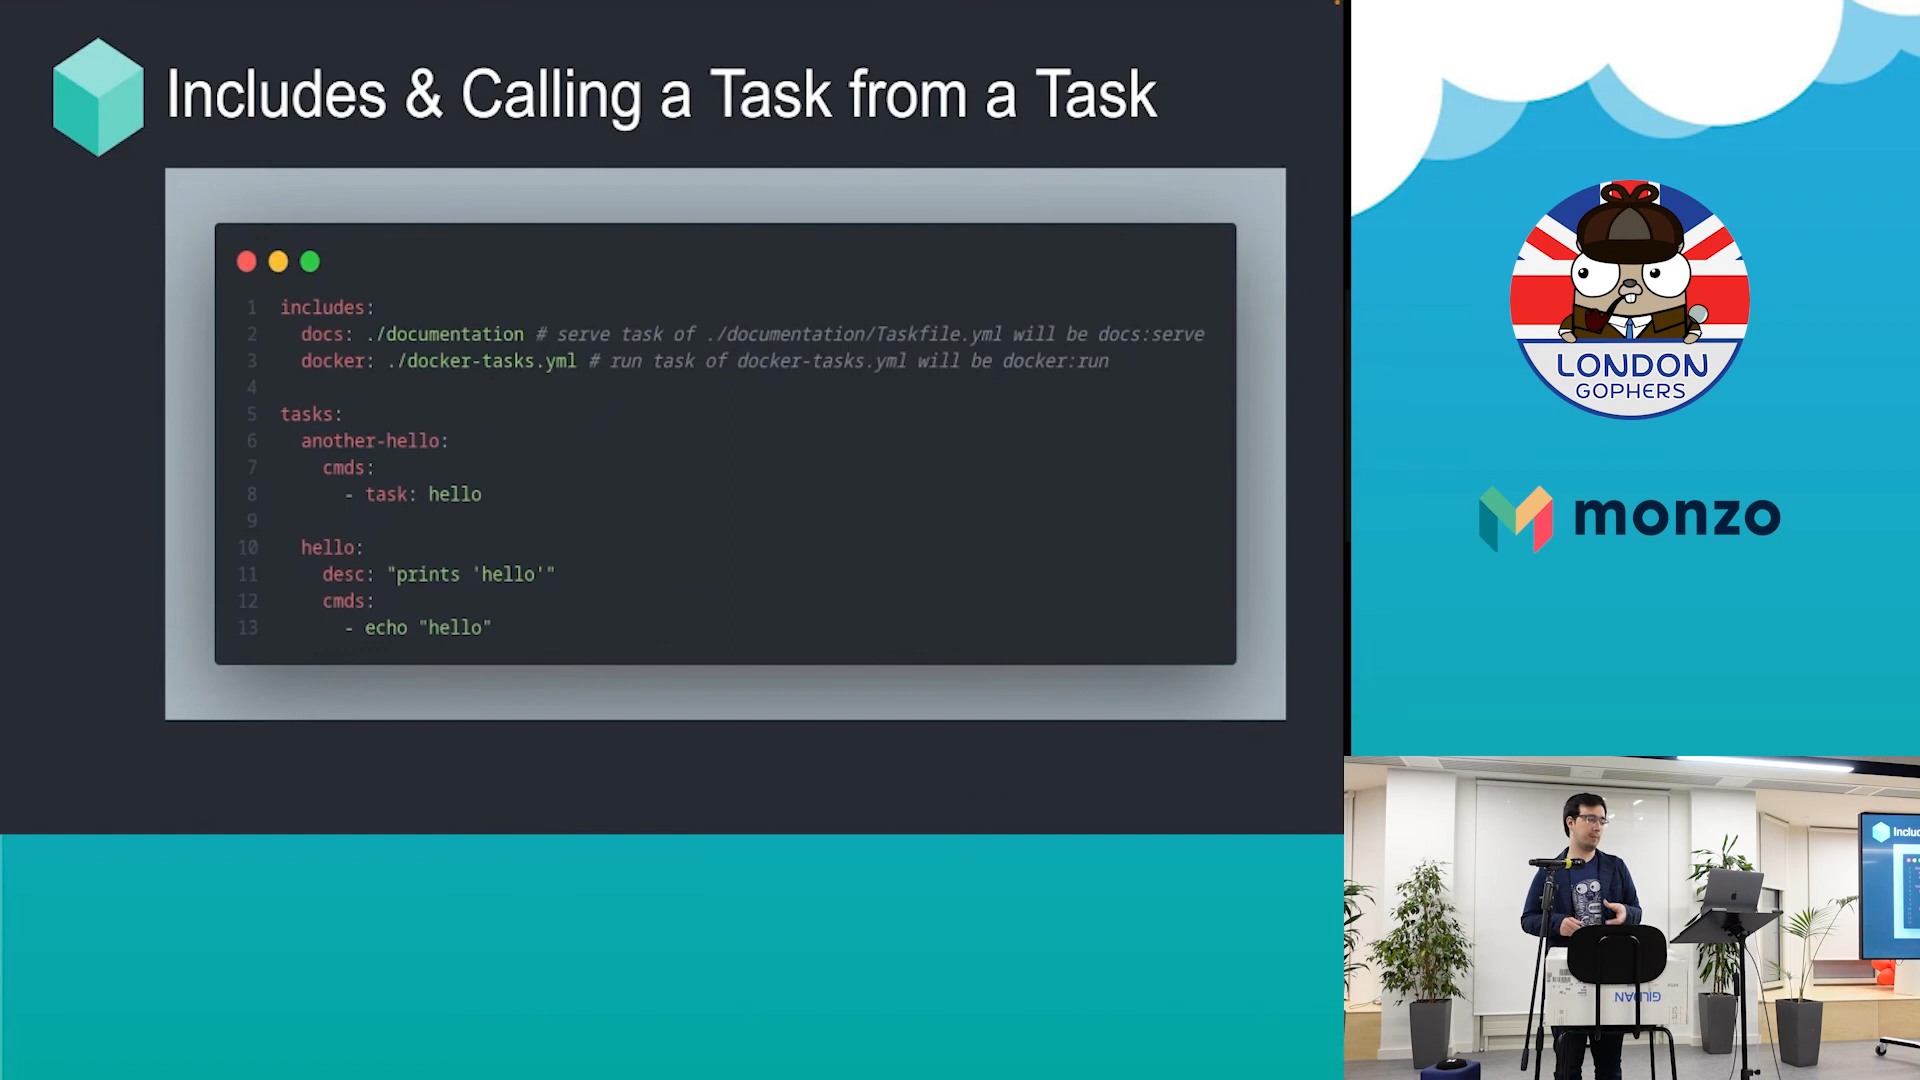 Includes & Calling a Task from a Task
1 includes:
2 docs: ./documentation # serve task of ./documentation/Taskfile.yml will be docs:serve
3 docker: ./docker-tasks.yml # run task of docker-tasks.yml will be docker:run
4
5 tasks:
6 another-hello:
7 cmds:
8 - task: hello
9
10 hello:
11 desc: "prints 'hello'"
12 cmds:
13 - echo "hello"
LONDON
GOPHERS
monzo
Includ
GILDAN